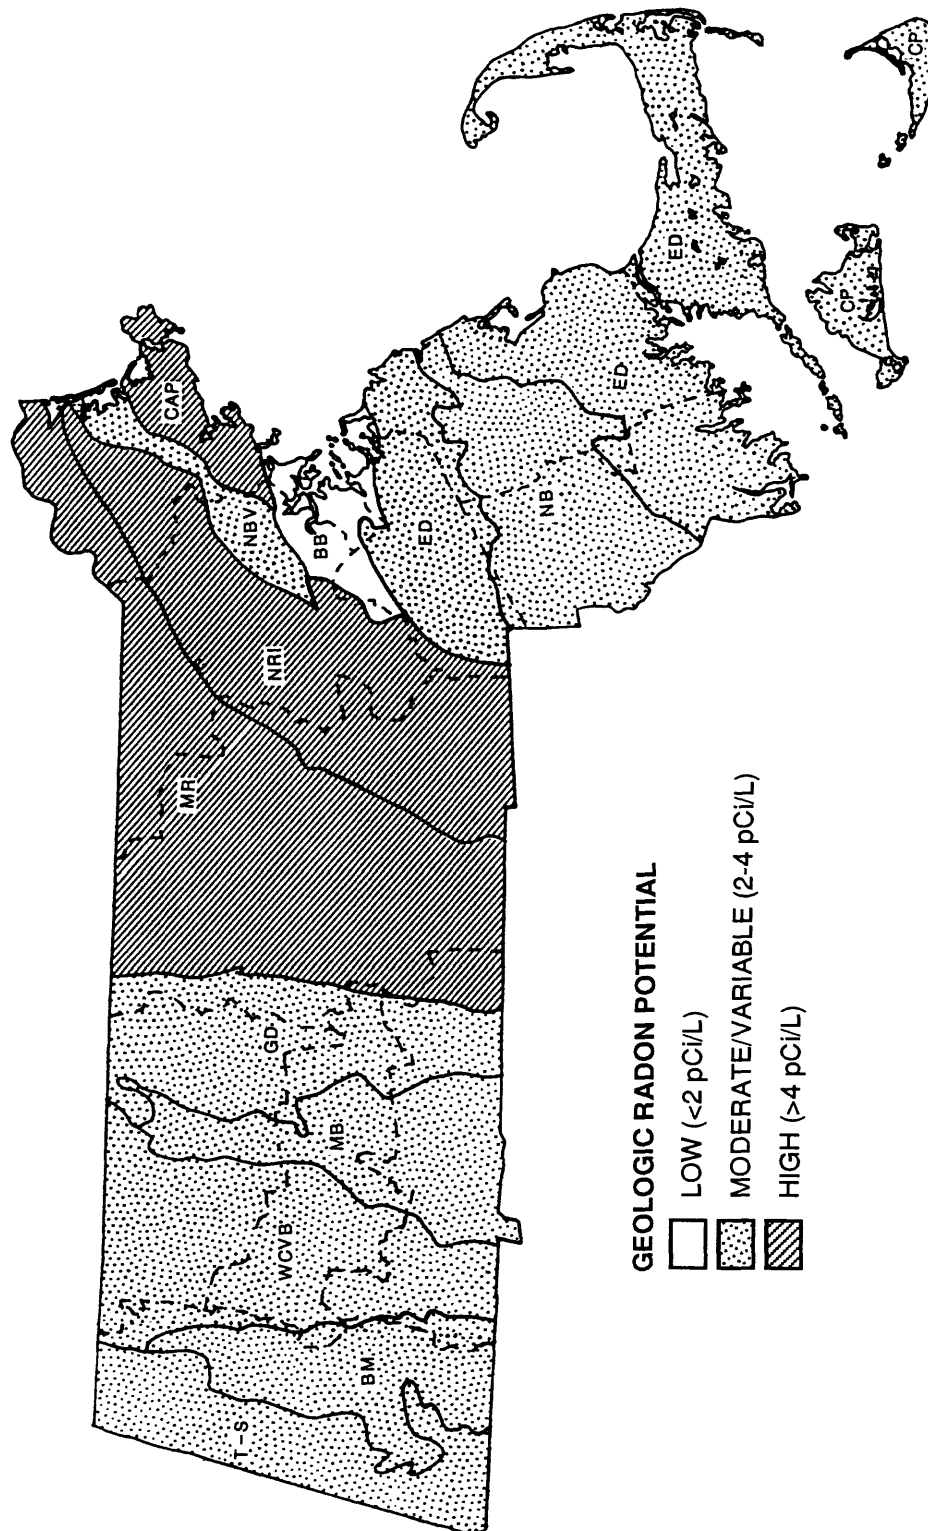 T-S
BM
WCVB
MB
GD
MR
NRI
NBV
CAP
BB
ED
NB
ED
ED
CP
CP
GEOLOGIC RADON POTENTIAL
LOW (<2 pCi/L)
MODERATE/VARIABLE (2-4 pCi/L)
HIGH (>4 pCi/L)